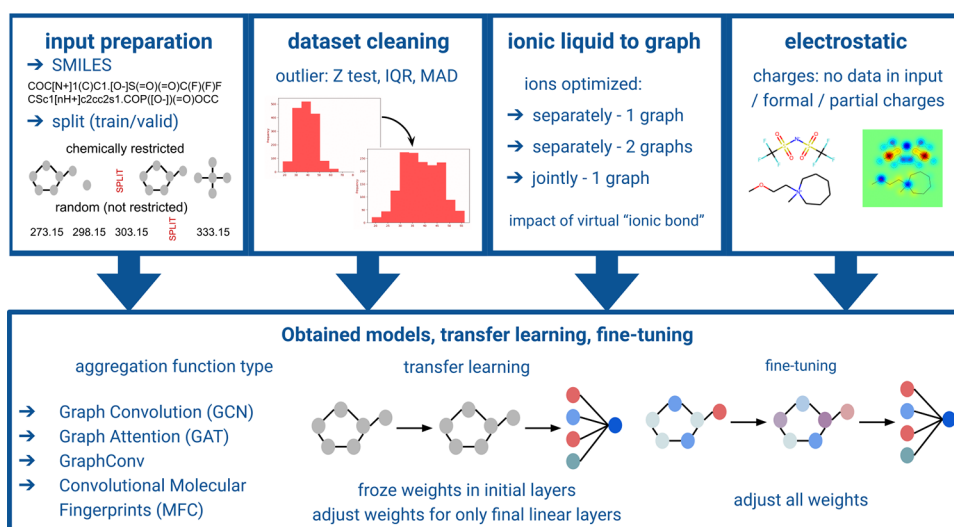 input preparation
➔ SMILES
COC[N+]1(C)CC1.[O-]S(=O)(=O)C(F)(F)F
CSc1[nH+]c2cc2s1.COP([O-])(=O)OCC
➔ split (train/valid)
chemically restricted
SPLIT
random (not restricted)
273.15 298.15 303.15 SPLIT 333.15
dataset cleaning
outlier: Z test, IQR, MAD
Frequency
Frequency
ionic liquid to graph
ions optimized:
➔ separately - 1 graph
➔ separately - 2 graphs
➔ jointly - 1 graph
impact of virtual “ionic bond”
electrostatic
charges: no data in input
/ formal / partial charges
Obtained models, transfer learning, fine-tuning
aggregation function type
➔ Graph Convolution (GCN)
➔ Graph Attention (GAT)
➔ GraphConv
➔ Convolutional Molecular
Fingerprints (MFC)
transfer learning
froze weights in initial layers
adjust weights for only final linear layers
fine-tuning
adjust all weights